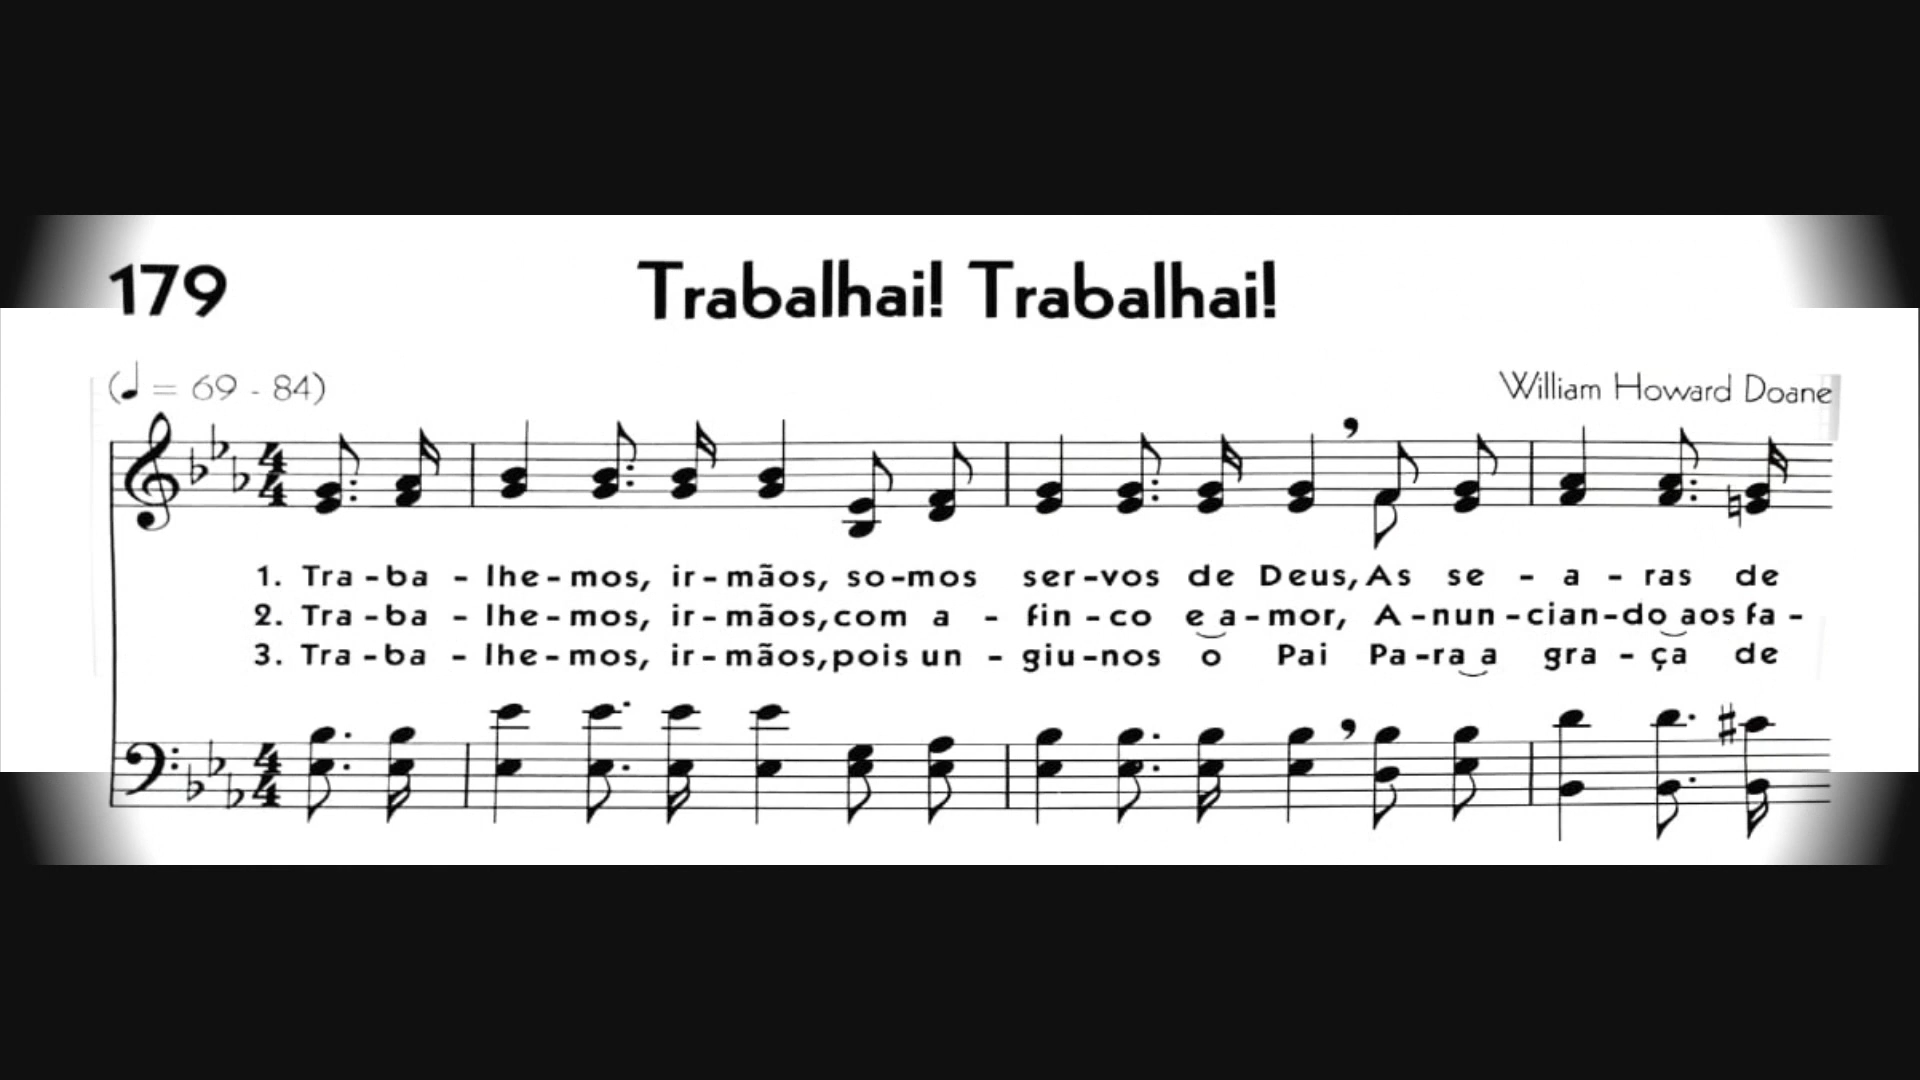 179
Trabalhai! Trabalhai!
(♩ = 69 - 84)
William Howard Doane
1. Tra-ba-lhe-mos, ir-mãos, so-mos ser-vos de Deus, As se-a-ras de
2. Tra-ba-lhe-mos, ir-mãos, com a-fin-co e a-mor, A-nun-cian-do aos fa-
3. Tra-ba-lhe-mos, ir-mãos, pois un-giu-nos o Pai Pa-ra a gra-ça de